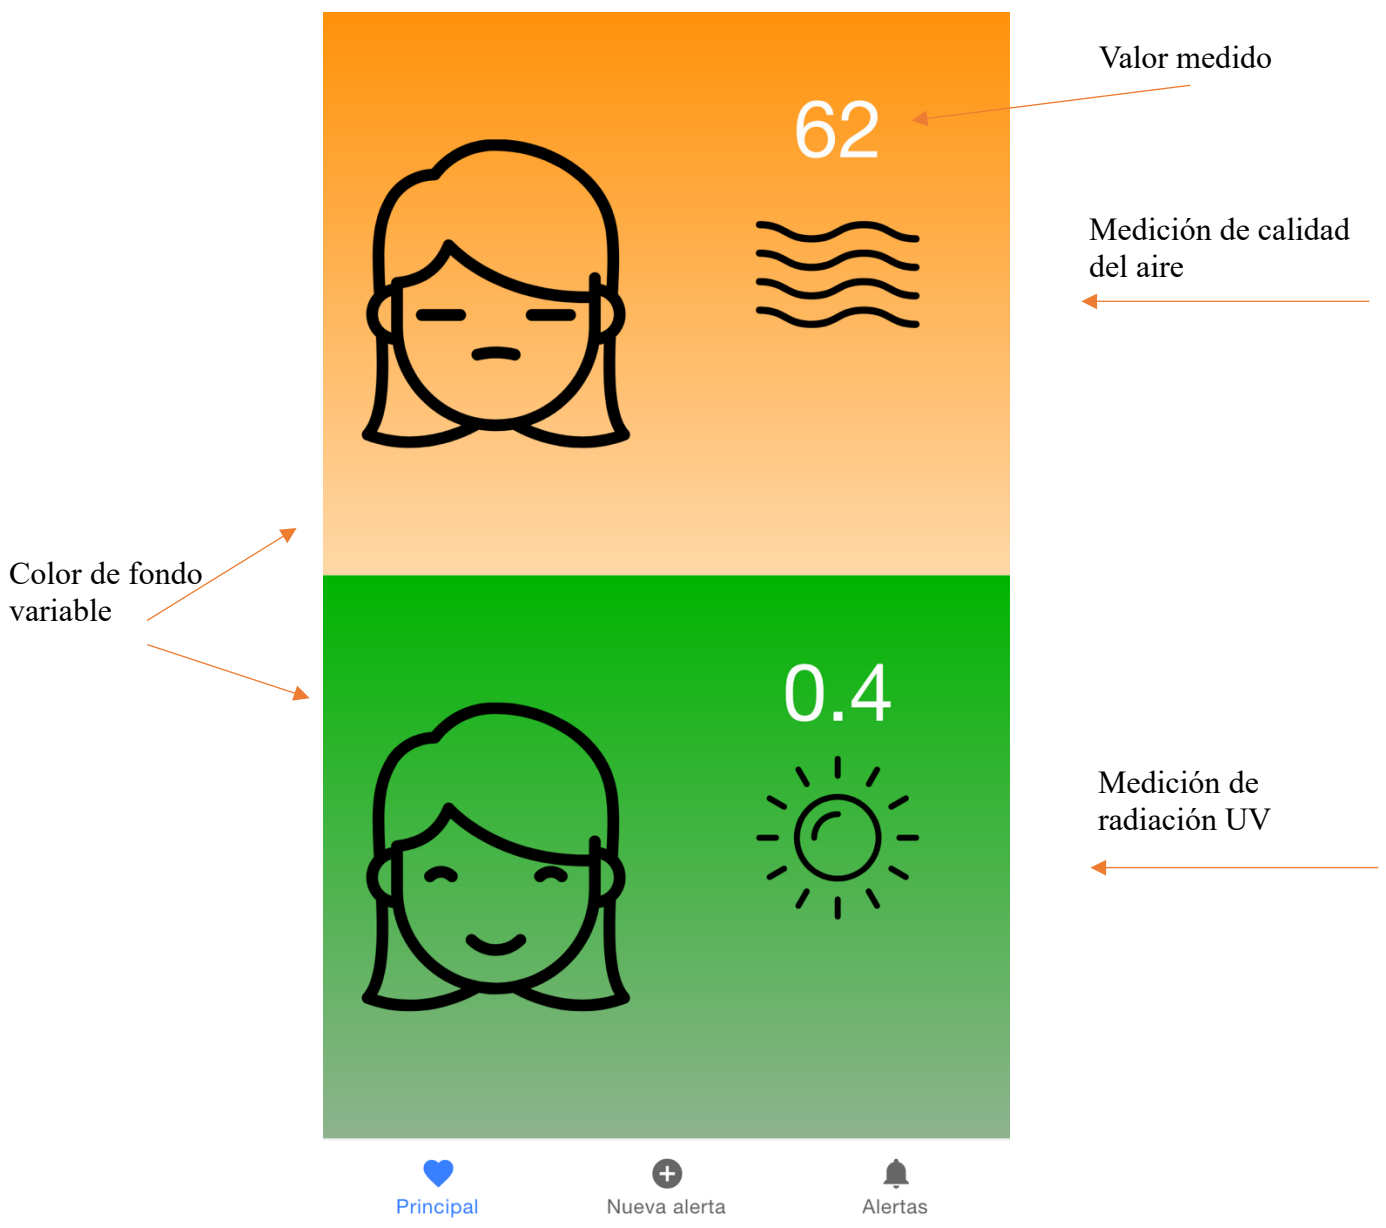 Valor medido
62
Medición de calidad
del aire
Color de fondo
variable
0.4
Medición de
radiación UV
Principal
Nueva alerta
Alertas